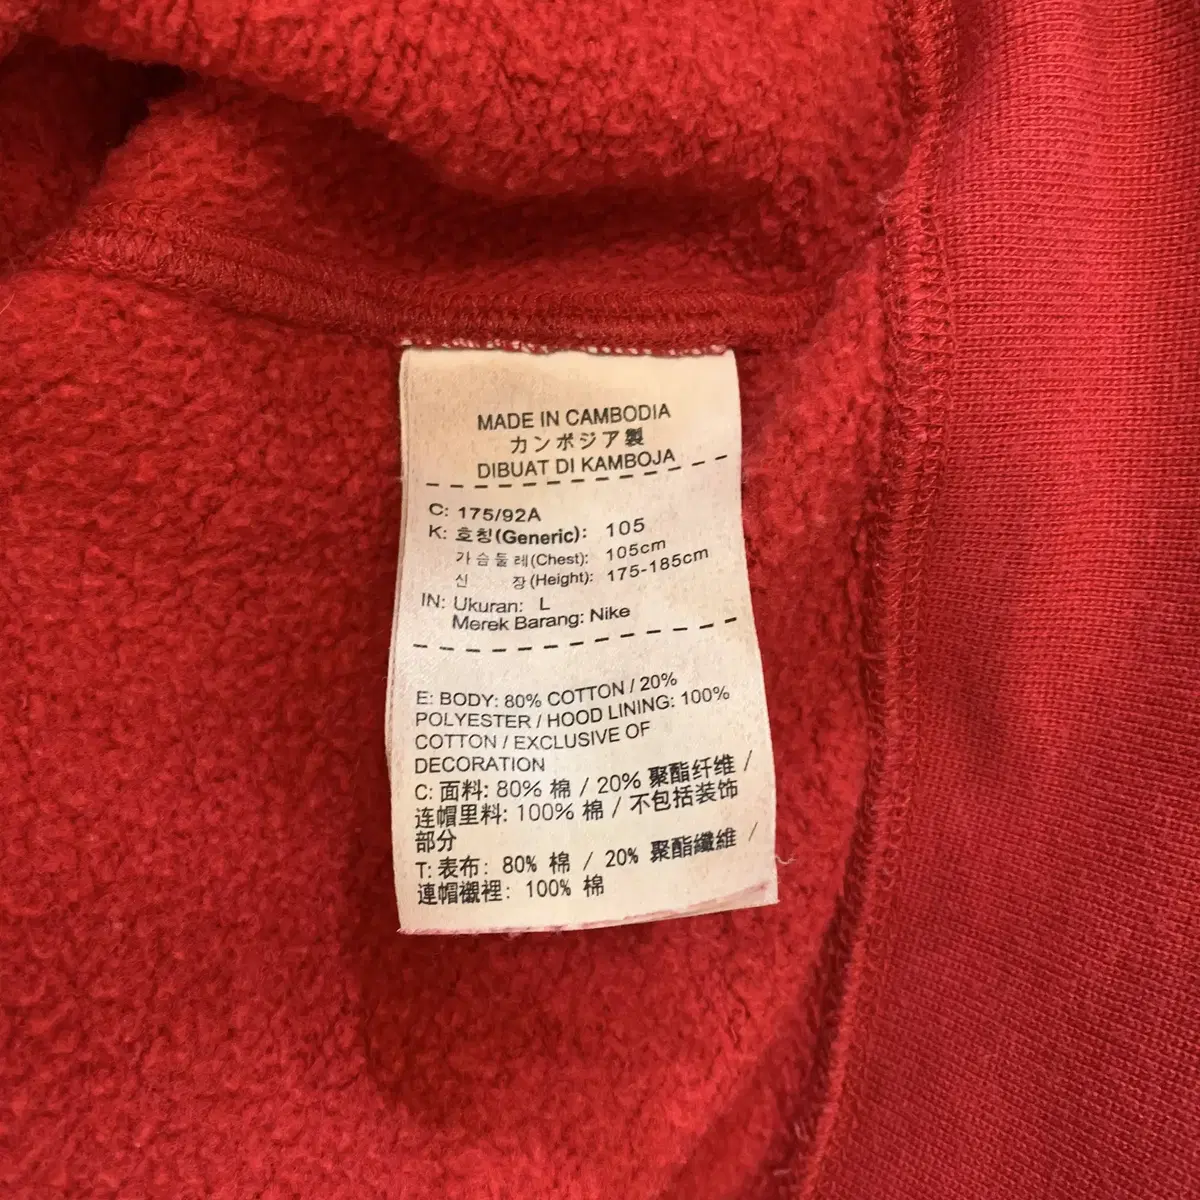 MADE IN CAMBODIA
カンボジア製
DIBUAT DI KAMBOJA
C: 175/92A
K: 호칭(Generic): 105
가슴둘레(Chest): 105cm
신 장(Height): 175-185cm
IN: Ukuran: L
Merek Barang: Nike
E: BODY: 80% COTTON / 20%
POLYESTER / HOOD LINING: 100%
COTTON / EXCLUSIVE OF
DECORATION
C: 面料: 80% 棉 / 20% 聚酯纤维 /
连帽里料: 100% 棉 / 不包括装饰
部分
T: 表布: 80% 棉 / 20% 聚酯纖維 /
連帽襯裡: 100% 棉